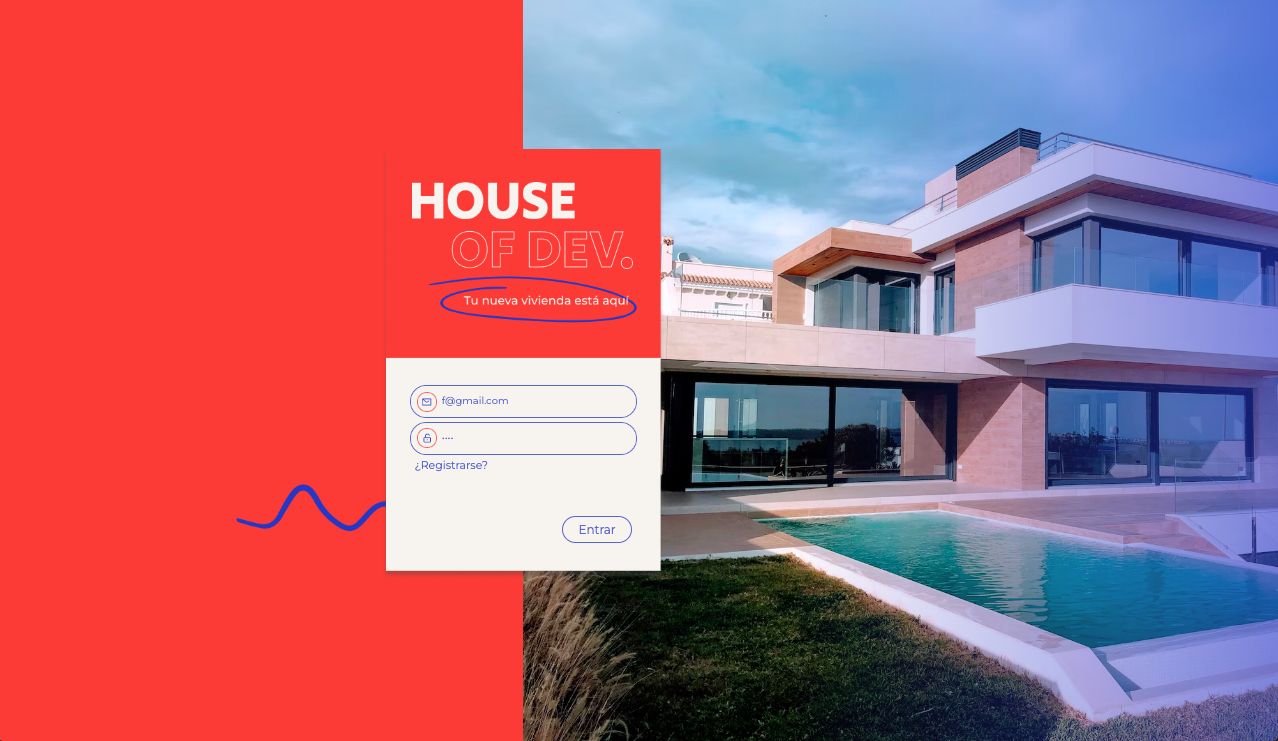 HOUSE
OF DEV.
Tu nueva vivienda está aquí
f@gmail.com
····
¿Registrarse?
Entrar